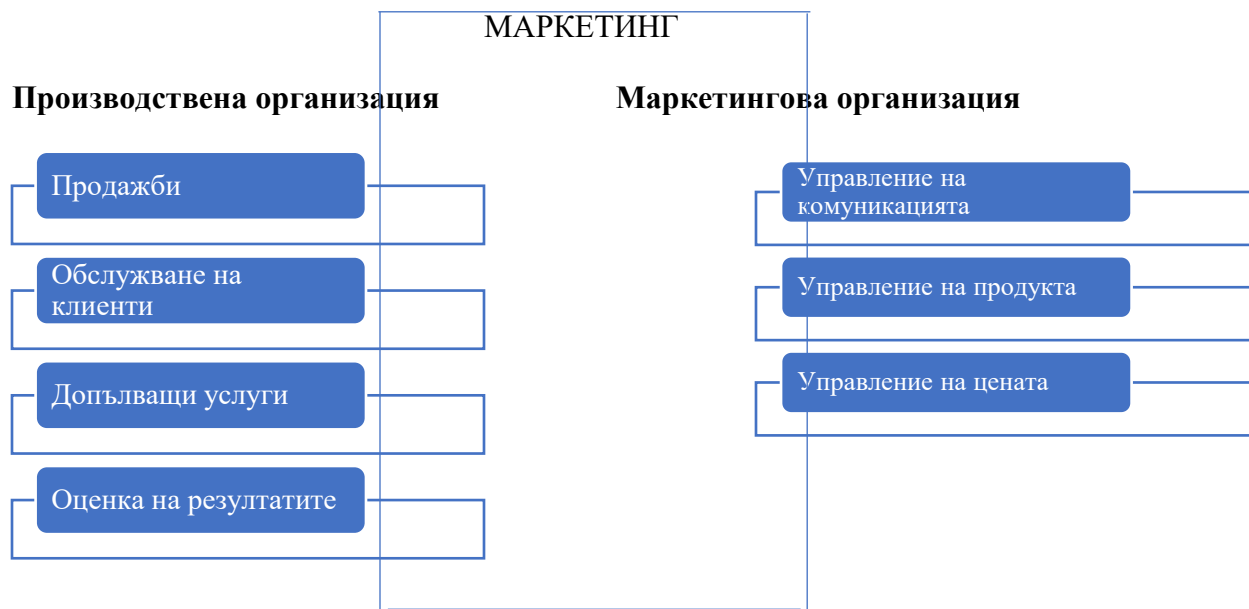 МАРКЕТИНГ
Производствена организация
Маркетингова организация
Продажби
Обслужване на
клиенти
Допълващи услуги
Оценка на резултатите
Управление на
комуникацията
Управление на продукта
Управление на цената